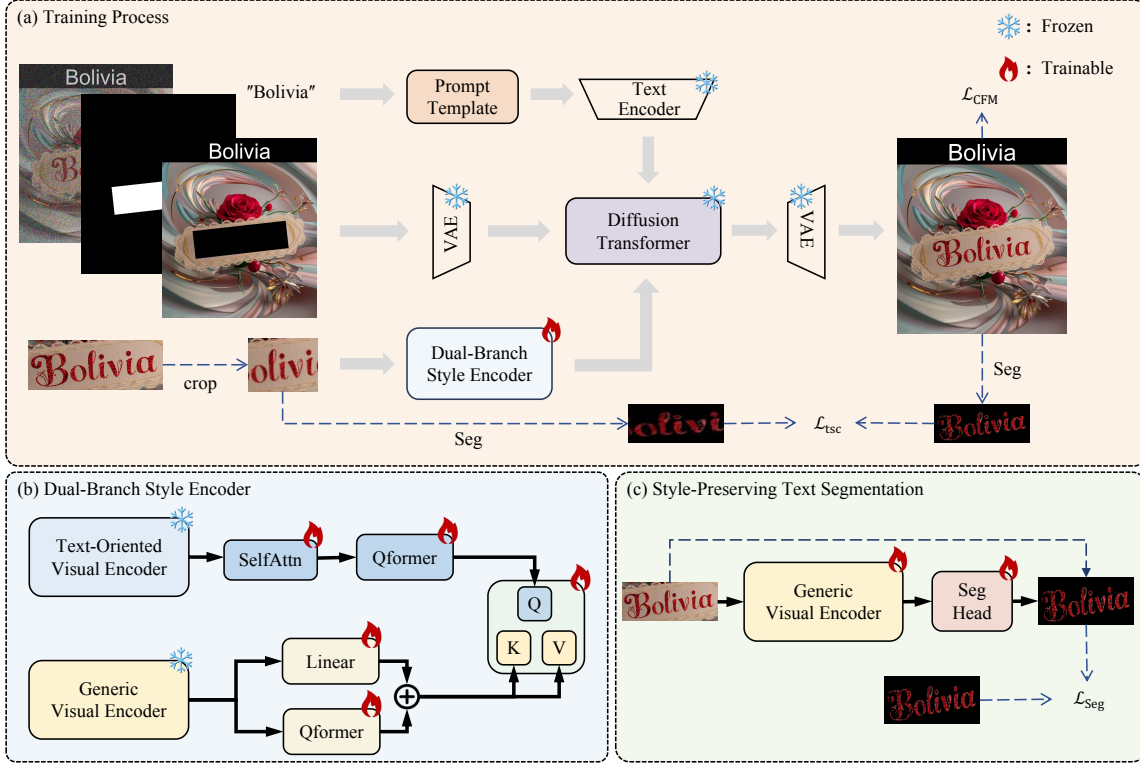 (a) Training Process
: Frozen
: Trainable
Bolivia
"Bolivia"
Prompt
Template
Text
Encoder
ℒCFM
Bolivia
Bolivia
VAE
Diffusion
Transformer
VAE
Bolivia
Bolivia
crop
olivia
Dual-Branch
Style Encoder
Seg
Seg
olivi
ℒtsc
Bolivia
(b) Dual-Branch Style Encoder
Text-Oriented
Visual Encoder
SelfAttn
Qformer
Q
K
V
Generic
Visual Encoder
Linear
Qformer
(c) Style-Preserving Text Segmentation
Bolivia
Generic
Visual Encoder
Seg
Head
Bolivia
Bolivia
ℒSeg